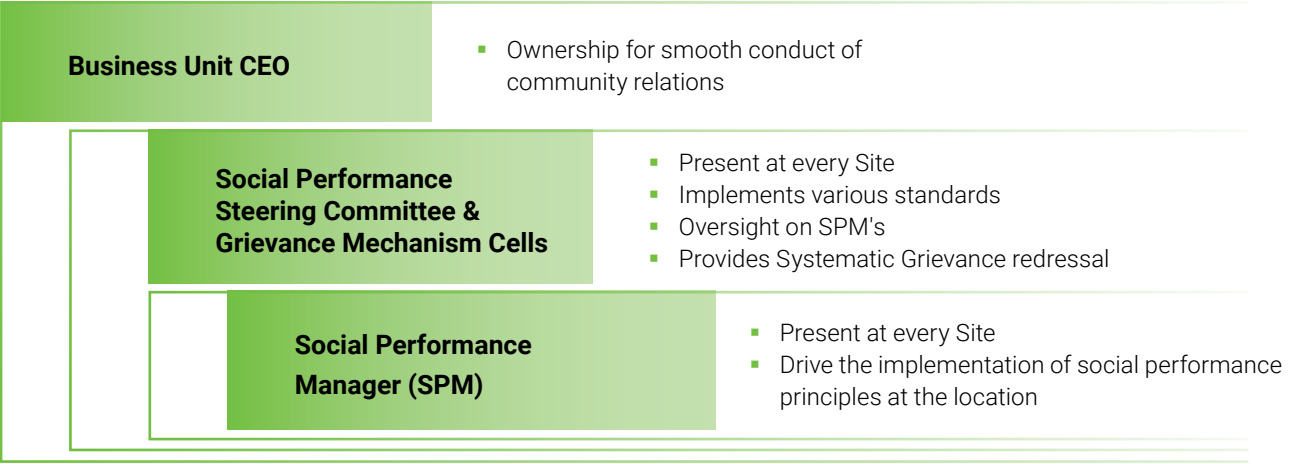 Business Unit CEO
▪ Ownership for smooth conduct of
community relations
Social Performance
Steering Committee &
Grievance Mechanism Cells
▪ Present at every Site
▪ Implements various standards
▪ Oversight on SPM's
▪ Provides Systematic Grievance redressal
Social Performance
Manager (SPM)
▪ Present at every Site
▪ Drive the implementation of social performance
principles at the location